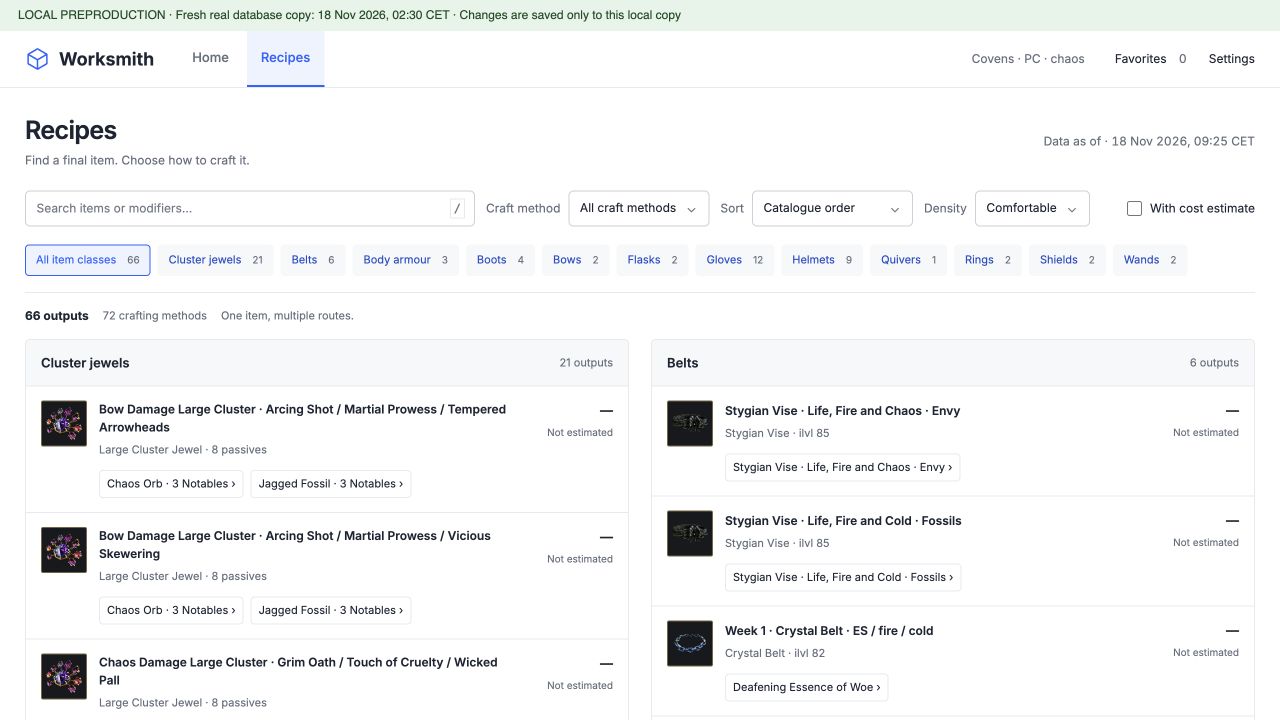 LOCAL PREPRODUCTION · Fresh real database copy: 18 Nov 2026, 02:30 CET · Changes are saved only to this local copy
Worksmith
Home
Recipes
Covens · PC · chaos
Favorites 0
Settings
Recipes
Find a final item. Choose how to craft it.
Data as of · 18 Nov 2026, 09:25 CET
Search items or modifiers... /
Craft method
All craft methods
Sort
Catalogue order
Density
Comfortable
With cost estimate
All item classes 66
Cluster jewels 21
Belts 6
Body armour 3
Boots 4
Bows 2
Flasks 2
Gloves 12
Helmets 9
Quivers 1
Rings 2
Shields 2
Wands 2
66 outputs
72 crafting methods
One item, multiple routes.
Cluster jewels
21 outputs
Bow Damage Large Cluster · Arcing Shot / Martial Prowess / Tempered
Arrowheads
Large Cluster Jewel · 8 passives
—
Not estimated
Chaos Orb · 3 Notables ›
Jagged Fossil · 3 Notables ›
Bow Damage Large Cluster · Arcing Shot / Martial Prowess / Vicious
Skewering
Large Cluster Jewel · 8 passives
—
Not estimated
Chaos Orb · 3 Notables ›
Jagged Fossil · 3 Notables ›
Chaos Damage Large Cluster · Grim Oath / Touch of Cruelty / Wicked
Pall
Large Cluster Jewel · 8 passives
—
Not estimated
Belts
6 outputs
Stygian Vise · Life, Fire and Chaos · Envy
Stygian Vise · ilvl 85
—
Not estimated
Stygian Vise · Life, Fire and Chaos · Envy ›
Stygian Vise · Life, Fire and Cold · Fossils
Stygian Vise · ilvl 85
—
Not estimated
Stygian Vise · Life, Fire and Cold · Fossils ›
Week 1 · Crystal Belt · ES / fire / cold
Crystal Belt · ilvl 82
—
Not estimated
Deafening Essence of Woe ›